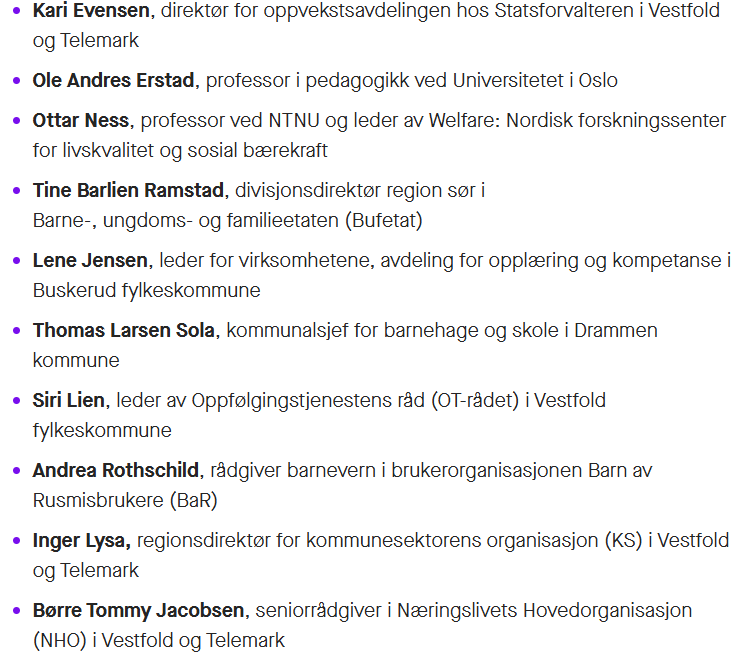 • Kari Evensen, direktør for oppvekstsavdelingen hos Statsforvalteren i Vestfold
og Telemark
• Ole Andres Erstad, professor i pedagogikk ved Universitetet i Oslo
• Ottar Ness, professor ved NTNU og leder av Welfare: Nordisk forskningssenter
for livskvalitet og sosial bærekraft
• Tine Barlien Ramstad, divisjonsdirektør region sør i
Barne-, ungdoms- og familieetaten (Bufetat)
• Lene Jensen, leder for virksomhetene, avdeling for opplæring og kompetanse i
Buskerud fylkeskommune
• Thomas Larsen Sola, kommunalsjef for barnehage og skole i Drammen
kommune
• Siri Lien, leder av Oppfølgingstjenestens råd (OT-rådet) i Vestfold
fylkeskommune
• Andrea Rothschild, rådgiver barnevern i brukerorganisasjonen Barn av
Rusmisbrukere (BaR)
• Inger Lysa, regionsdirektør for kommunesektorens organisasjon (KS) i Vestfold
og Telemark
• Børre Tommy Jacobsen, seniorrådgiver i Næringslivets Hovedorganisasjon
(NHO) i Vestfold og Telemark